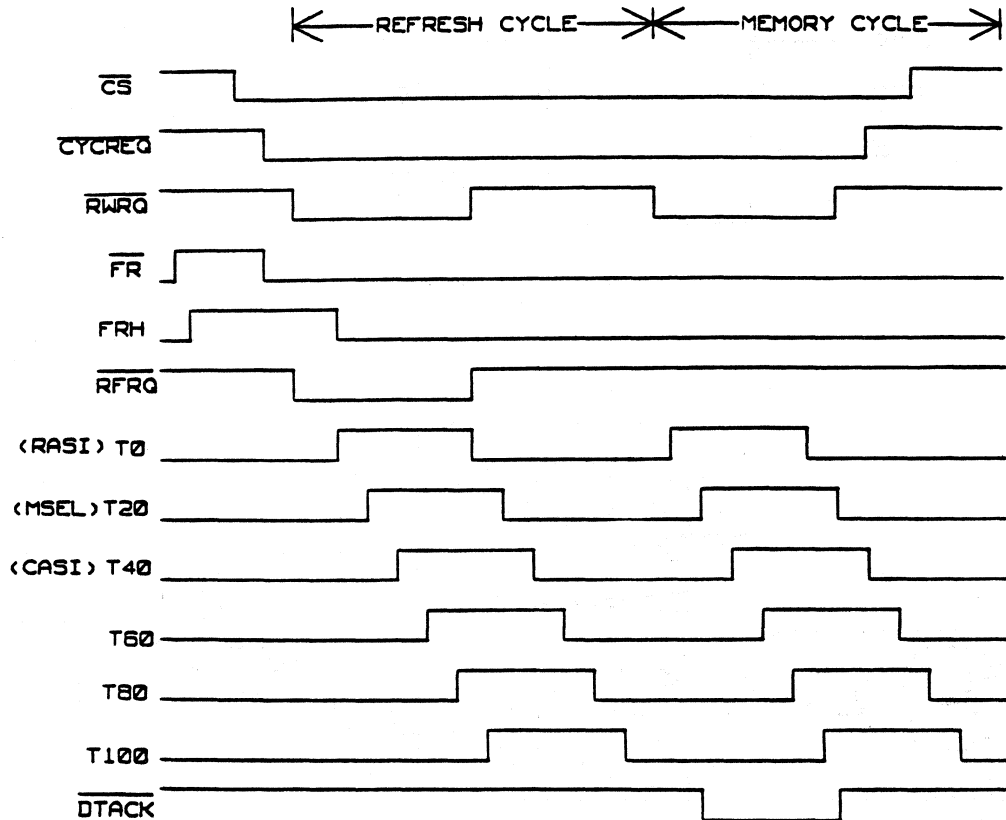 REFRESH CYCLE MEMORY CYCLE
CS
CYCREQ
RWRQ
FR
FRH
RFRQ
(RASI) T0
(MSEL) T20
(CASI) T40
T60
T80
T100
DTACK